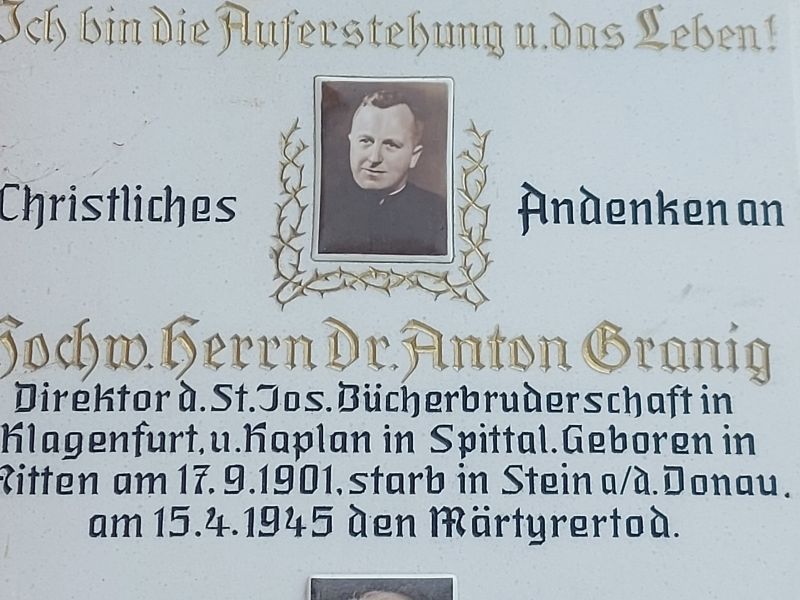 Ich bin die Auferstehung u. das Leben!
Christliches Andenken an
Hochw. Herrn Dr. Anton Granig
Direktor d. St. Jos. Bücherbruderschaft in
Klagenfurt, u. Kaplan in Spittal. Geboren in
am 17.9.1901, starb in Stein a/d. Donau.
am 15.4.1945 den Märtyrertod.